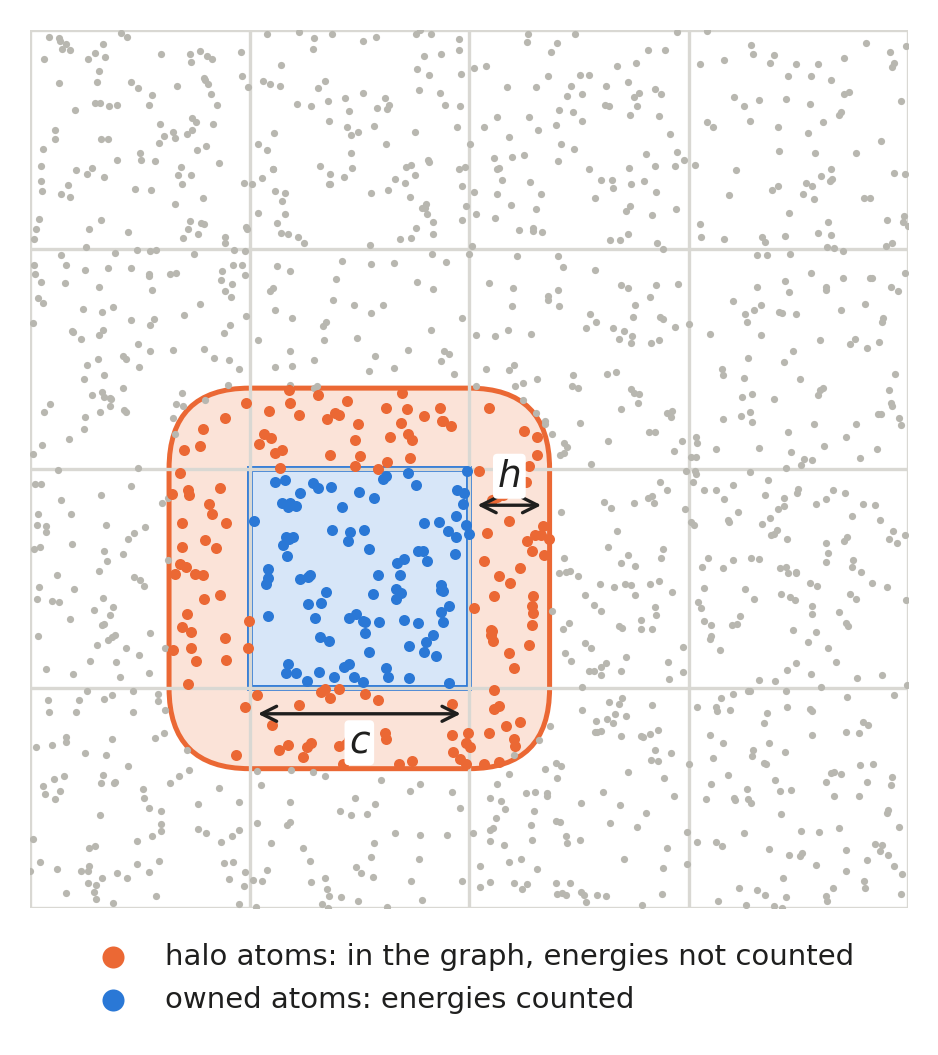 h
c
halo atoms: in the graph, energies not counted
owned atoms: energies counted